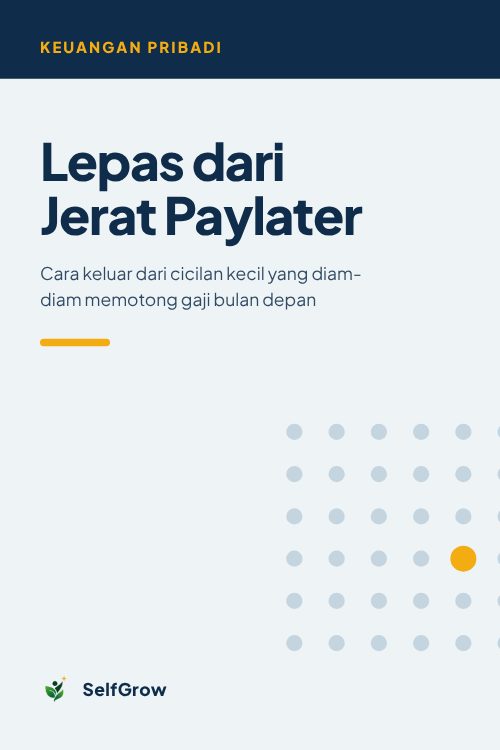 KEUANGAN PRIBADI
Lepas dari
Jerat Paylater
Cara keluar dari cicilan kecil yang diam-
diam memotong gaji bulan depan
SelfGrow